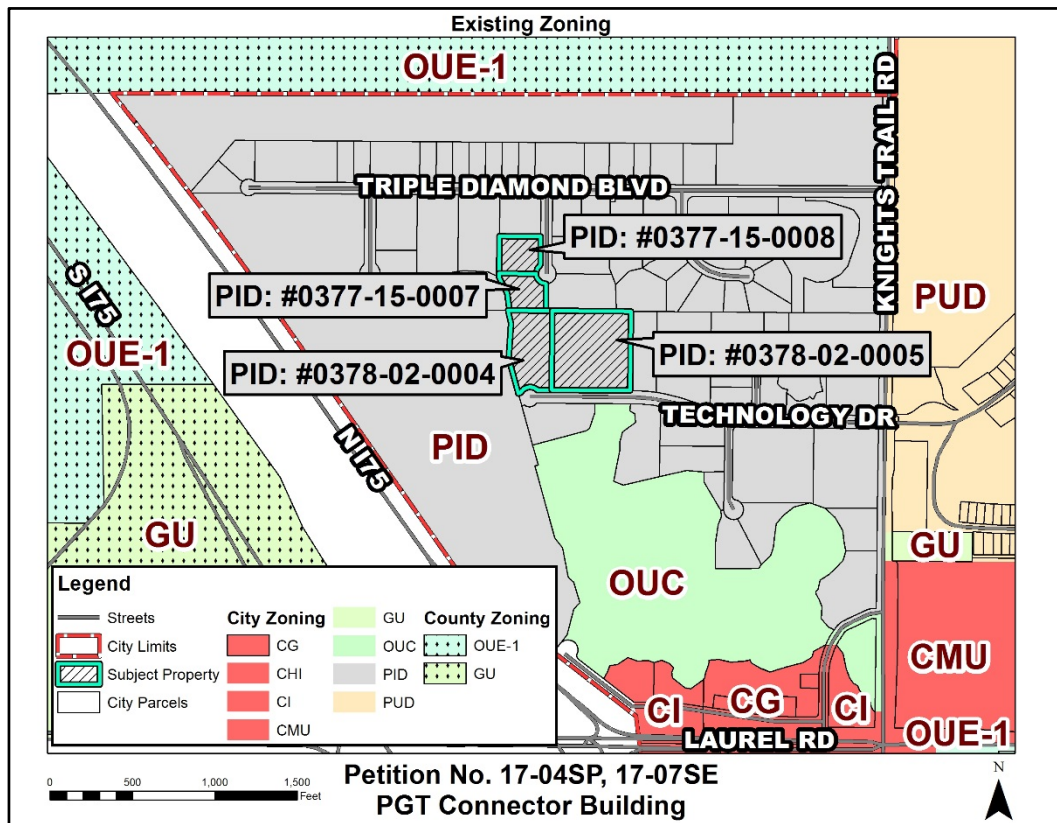 Existing Zoning
OUE-1
KNIGHTS TRAIL RD
TRIPLE DIAMOND BLVD
PID: #0377-15-0008
PID: #0377-15-0007
PUD
S I75
OUE-1
PID: #0378-02-0004
PID: #0378-02-0005
TECHNOLOGY DR
PID
N I75
GU
GU
OUC
CMU
CI
CG
CI
OUE-1
LAUREL RD
Legend
Streets
City Limits
Subject Property
City Parcels
City Zoning
CG
CHI
CI
CMU
GU
OUC
PID
PUD
County Zoning
OUE-1
GU
0 500 1,000 1,500
Feet
Petition No. 17-04SP, 17-07SE
PGT Connector Building
N